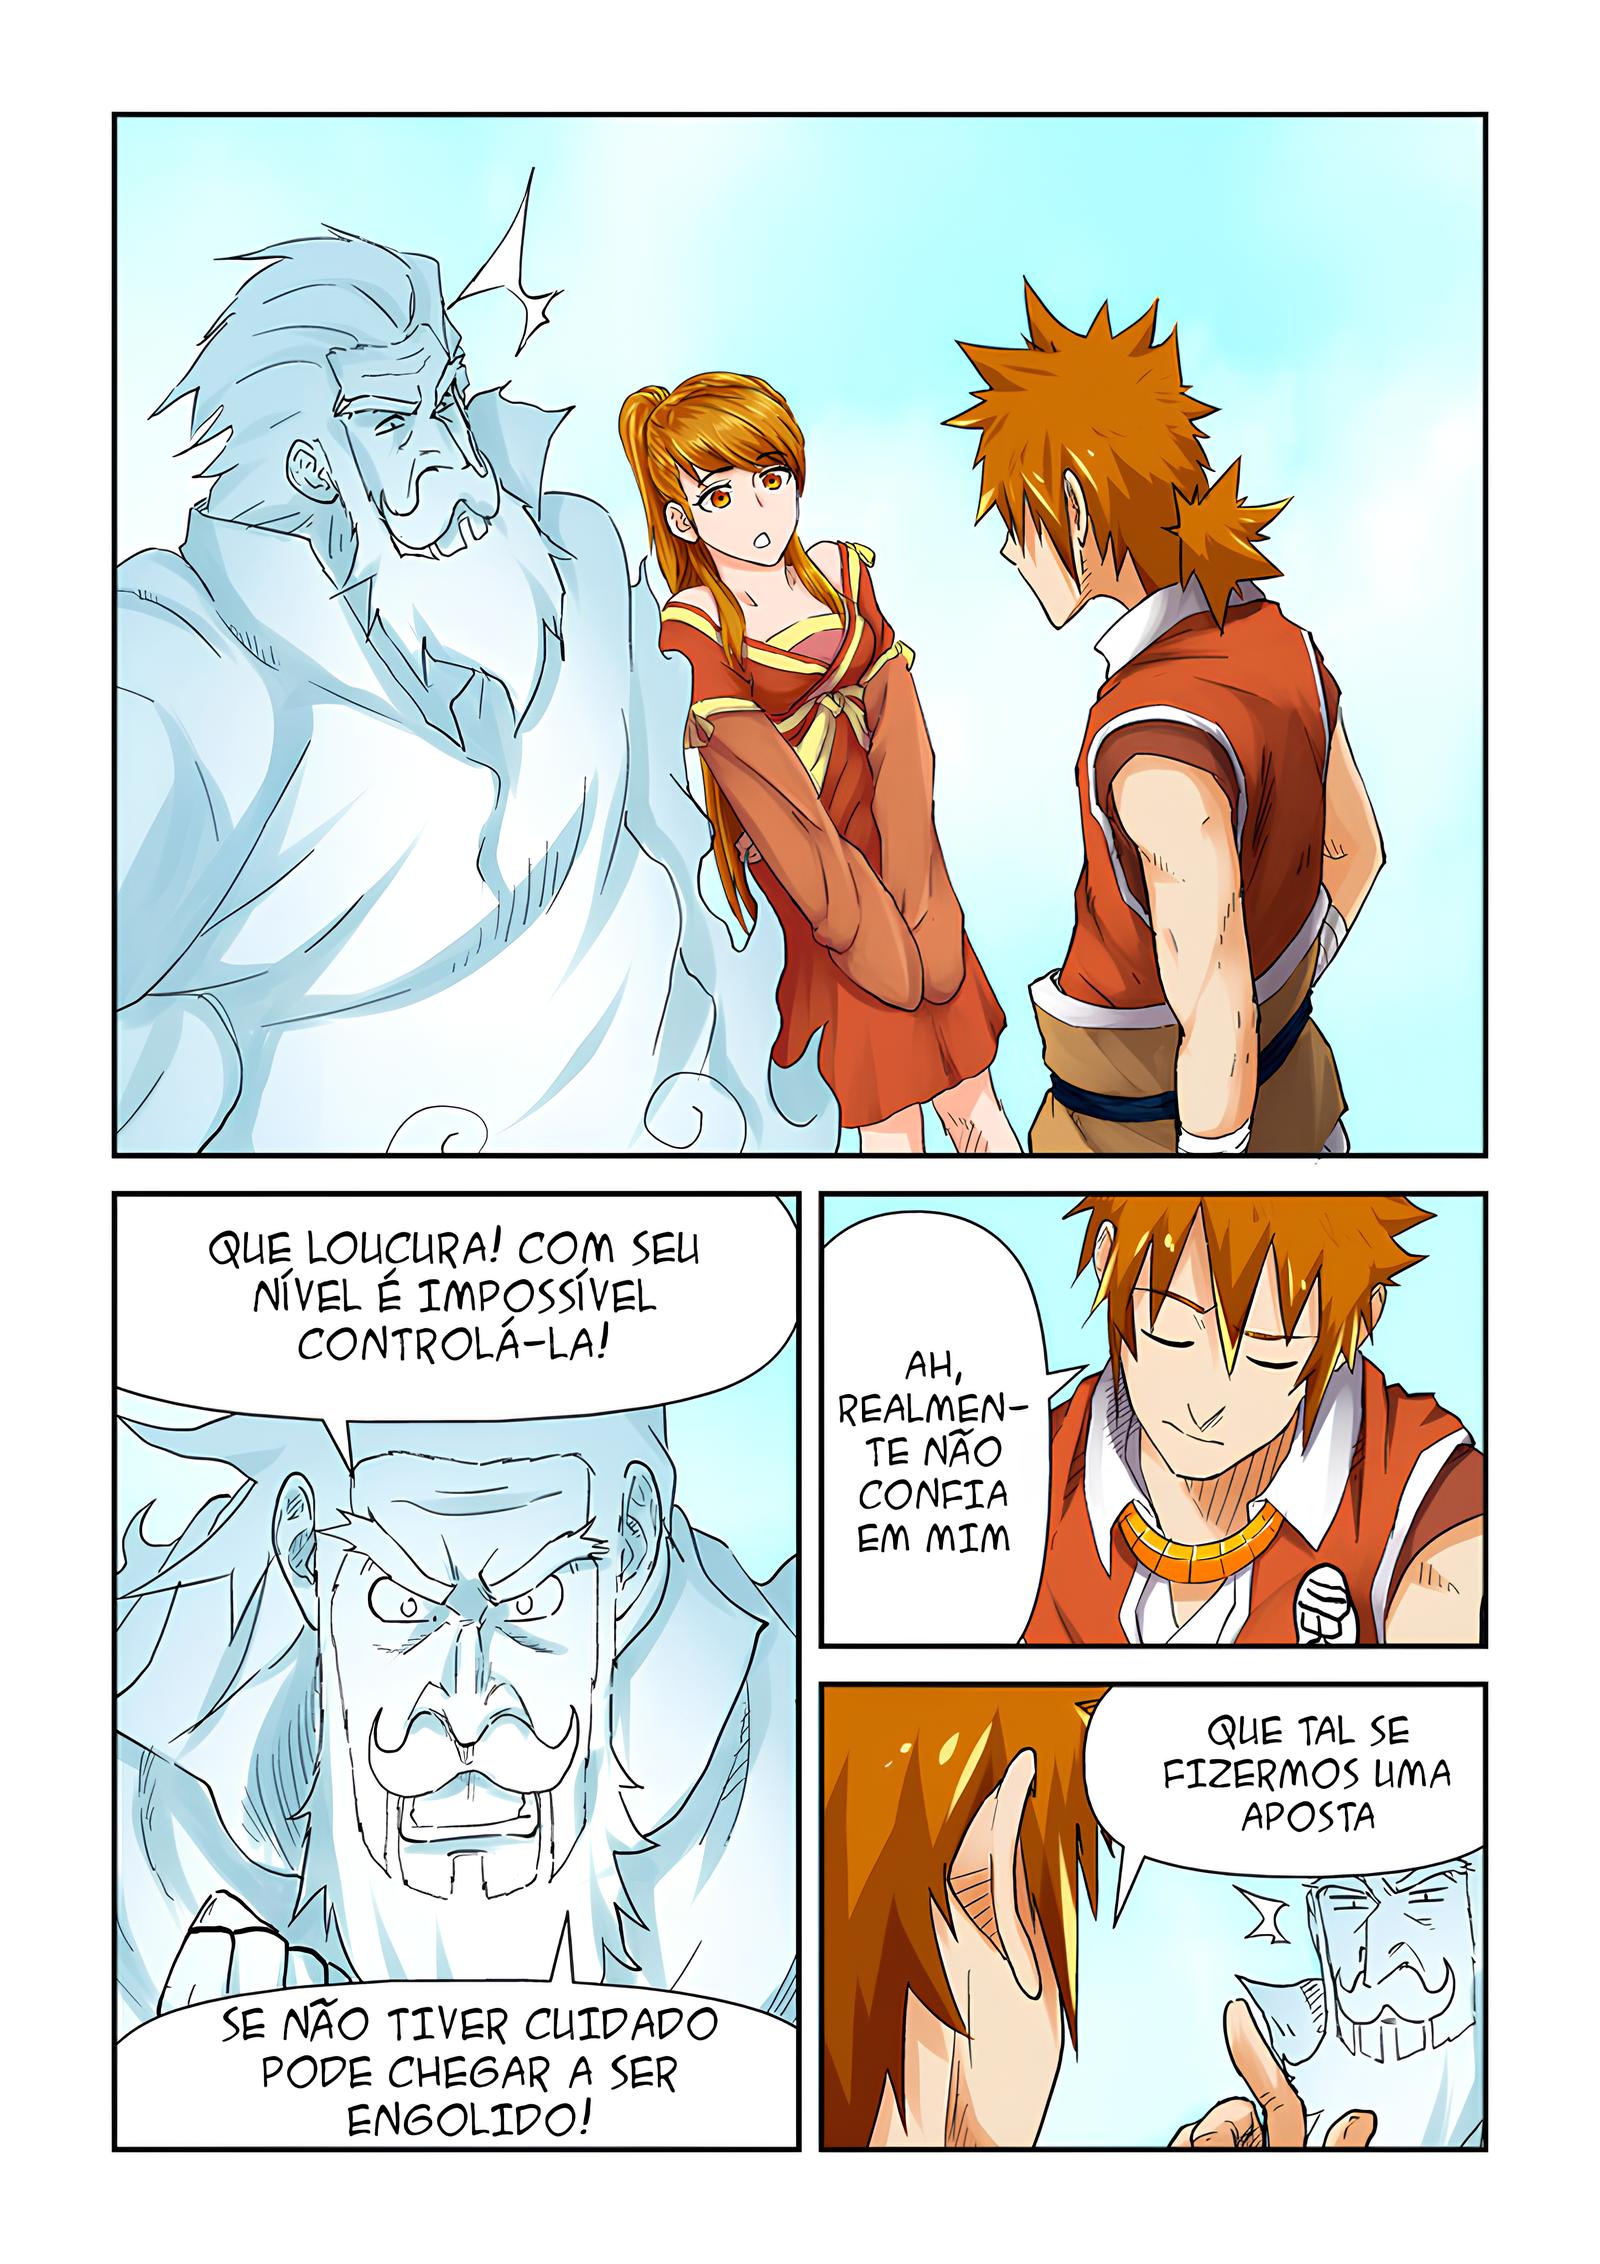 QUE LOUCURA! COM SEU
NÍVEL É IMPOSSÍVEL
CONTROLÁ-LA!
SE NÃO TIVER CUIDADO
PODE CHEGAR A SER
ENGOLIDO!
AH,
REALMEN-
TE NÃO
CONFIA
EM MIM
QUE TAL SE
FIZERMOS UMA
APOSTA